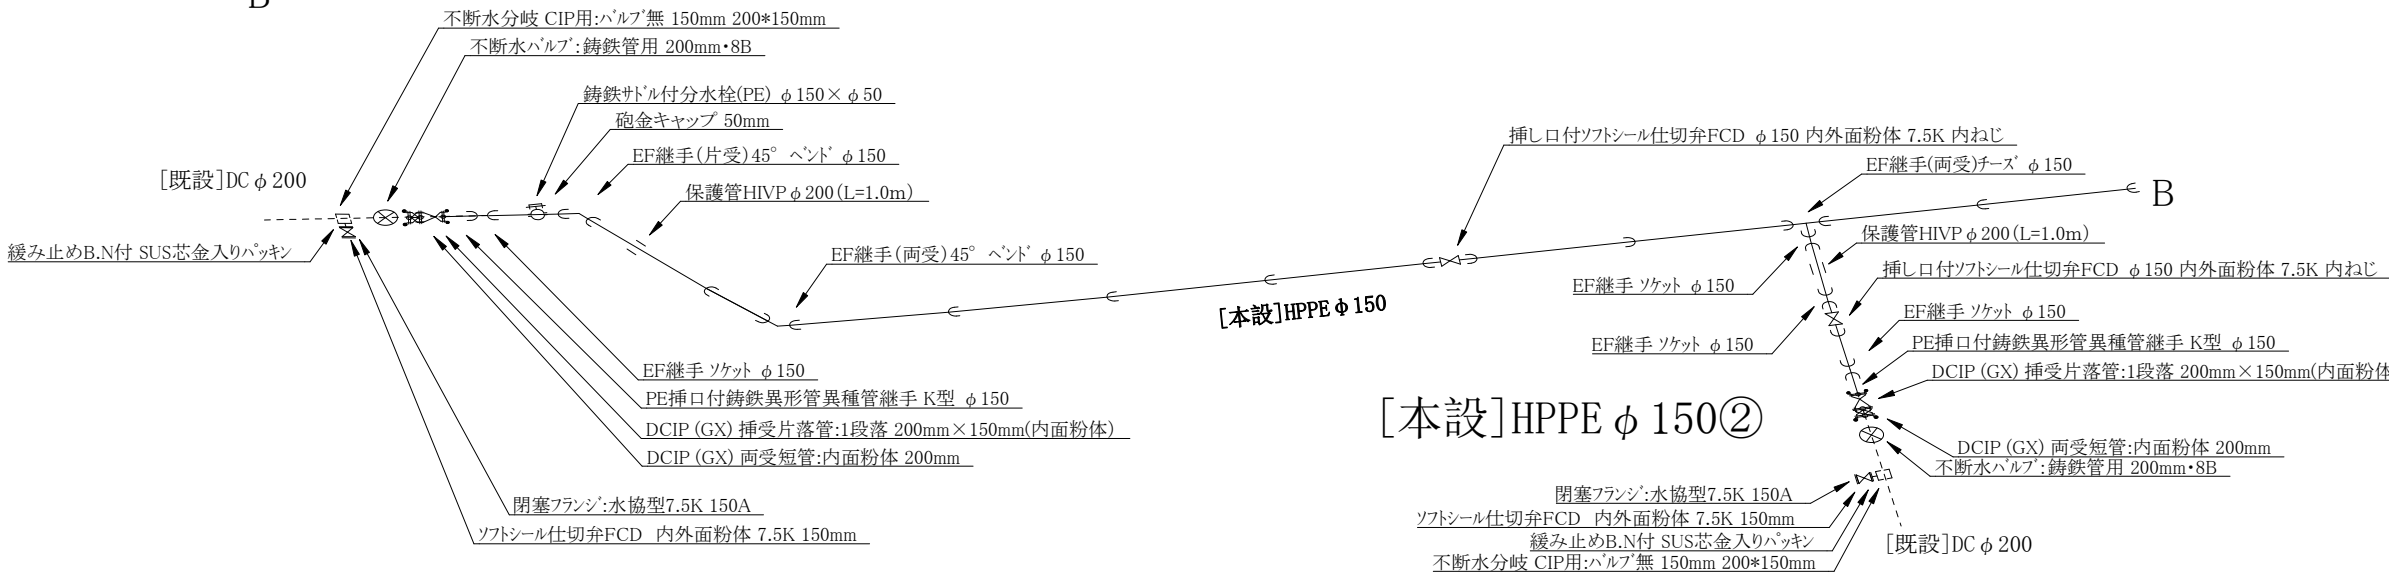 B
不断水分岐 CIP用:ﾊﾞﾙﾌﾞ無 150mm 200*150mm
不断水ﾊﾞﾙﾌﾞ:鋳鉄管用 200mm・8B
鋳鉄ｻﾄﾞﾙ付分水栓(PE) φ150×φ50
砲金キャップ 50mm
EF継手(片受)45° ﾍﾞﾝﾄﾞ φ150
保護管HIVPφ200(L=1.0m)
[既設]DCφ200
緩み止めB.N付 SUS芯金入りﾊﾟｯｷﾝ
EF継手(両受)45° ﾍﾞﾝﾄﾞ φ150
[本設]HPPEφ150
挿し口付ｿﾌﾄｼｰﾙ仕切弁FCD φ150 内外面粉体 7.5K 内ねじ
EF継手(両受)ﾁｰｽﾞ φ150
B
保護管HIVPφ200(L=1.0m)
挿し口付ｿﾌﾄｼｰﾙ仕切弁FCD φ150 内外面粉体 7.5K 内ねじ
EF継手 ｿｹｯﾄ φ150
EF継手 ｿｹｯﾄ φ150
EF継手 ｿｹｯﾄ φ150
PE挿口付鋳鉄異形管異種管継手 K型 φ150
DCIP (GX) 挿受片落管:1段落 200mm×150mm(内面粉体
EF継手 ｿｹｯﾄ φ150
PE挿口付鋳鉄異形管異種管継手 K型 φ150
DCIP (GX) 挿受片落管:1段落 200mm×150mm(内面粉体)
DCIP (GX) 両受短管:内面粉体 200mm
閉塞ﾌﾗﾝｼﾞ:水協型7.5K 150A
ｿﾌﾄｼｰﾙ仕切弁FCD 内外面粉体 7.5K 150mm
[本設]HPPEφ150②
DCIP (GX) 両受短管:内面粉体 200mm
不断水ﾊﾞﾙﾌﾞ:鋳鉄管用 200mm・8B
閉塞ﾌﾗﾝｼﾞ:水協型7.5K 150A
ｿﾌﾄｼｰﾙ仕切弁FCD 内外面粉体 7.5K 150mm
緩み止めB.N付 SUS芯金入りﾊﾟｯｷﾝ
不断水分岐 CIP用:ﾊﾞﾙﾌﾞ無 150mm 200*150mm
[既設]DCφ200